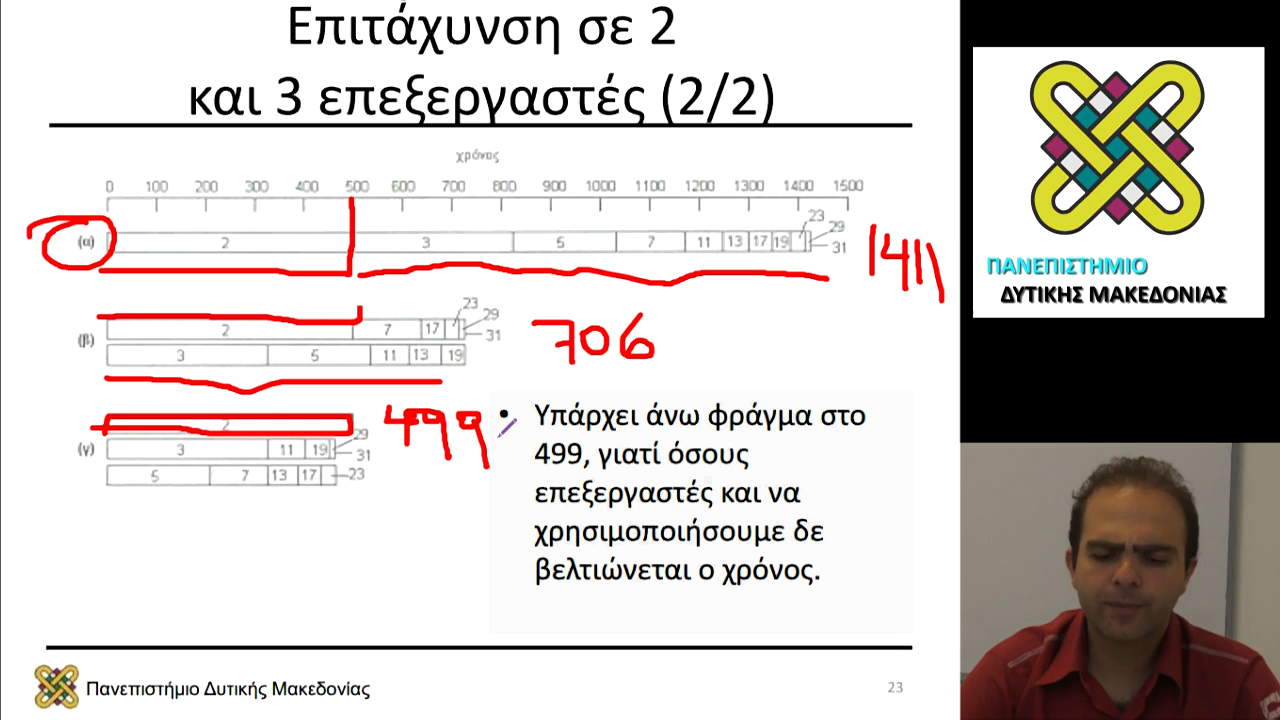 Επιτάχυνση σε 2
και 3 επεξεργαστές (2/2)
χρόνος
0 100 200 300 400 500 600 700 800 900 1000 1100 1200 1300 1400 1500
(α) 2 3 5 7 11 13 17 19 23 29 31
1411
(β) 2 7 17 23 29 31
3 5 11 13 19
706
(γ) 2
3 11 19 29 31
5 7 13 17 23
499
• Υπάρχει άνω φράγμα στο
499, γιατί όσους
επεξεργαστές και να
χρησιμοποιήσουμε δε
βελτιώνεται ο χρόνος.
Πανεπιστήμιο Δυτικής Μακεδονίας
23
ΠΑΝΕΠΙΣΤΗΜΙΟ
ΔΥΤΙΚΗΣ ΜΑΚΕΔΟΝΙΑΣ